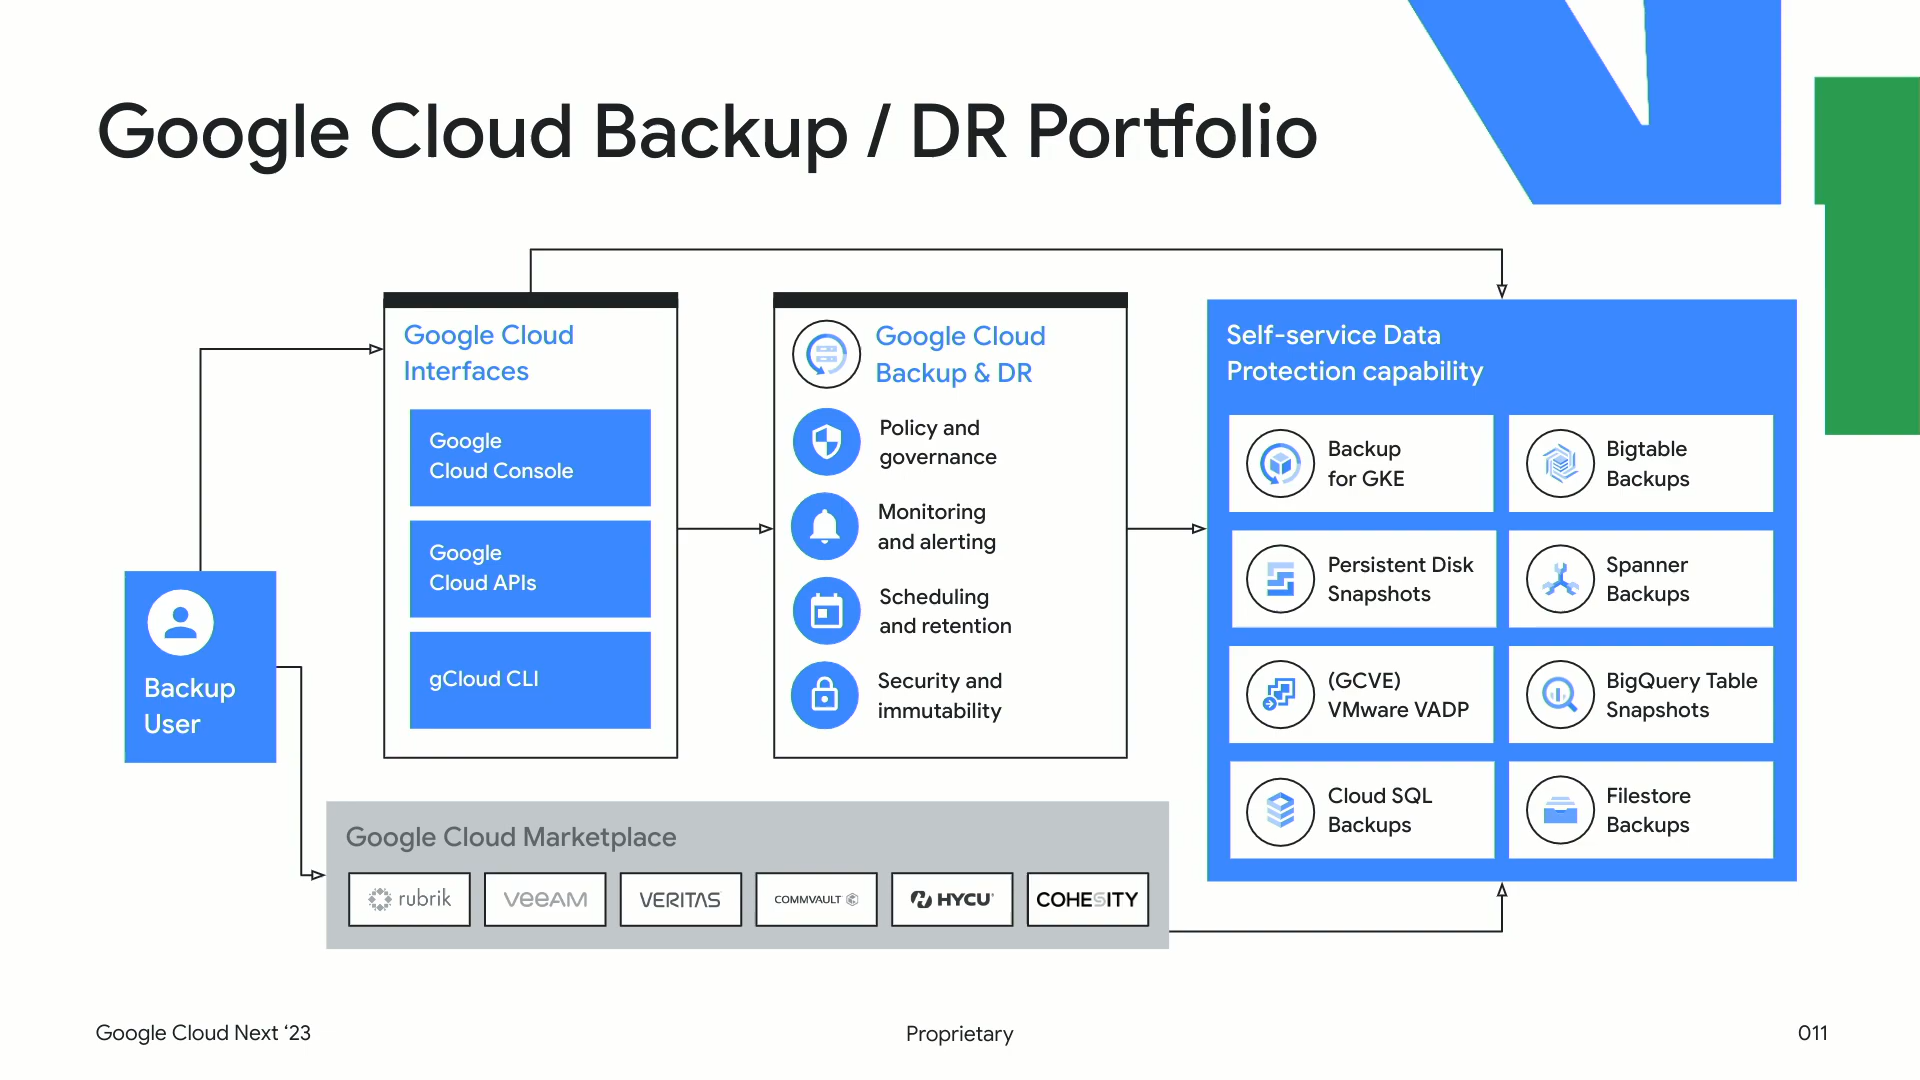 Google Cloud Backup / DR Portfolio
Google Cloud
Interfaces
Google
Cloud Console
Google
Cloud APIs
gCloud CLI
Google Cloud
Backup & DR
Policy and
governance
Monitoring
and alerting
Scheduling
and retention
Security and
immutability
Self-service Data
Protection capability
Backup
for GKE
Bigtable
Backups
Persistent Disk
Snapshots
Spanner
Backups
(GCVE)
VMware VADP
BigQuery Table
Snapshots
Cloud SQL
Backups
Filestore
Backups
Backup
User
Google Cloud Marketplace
rubrik
veeAM
VERITAS
COMMVAULT
HYCU
COHESITY
Google Cloud Next ‘23
Proprietary
011